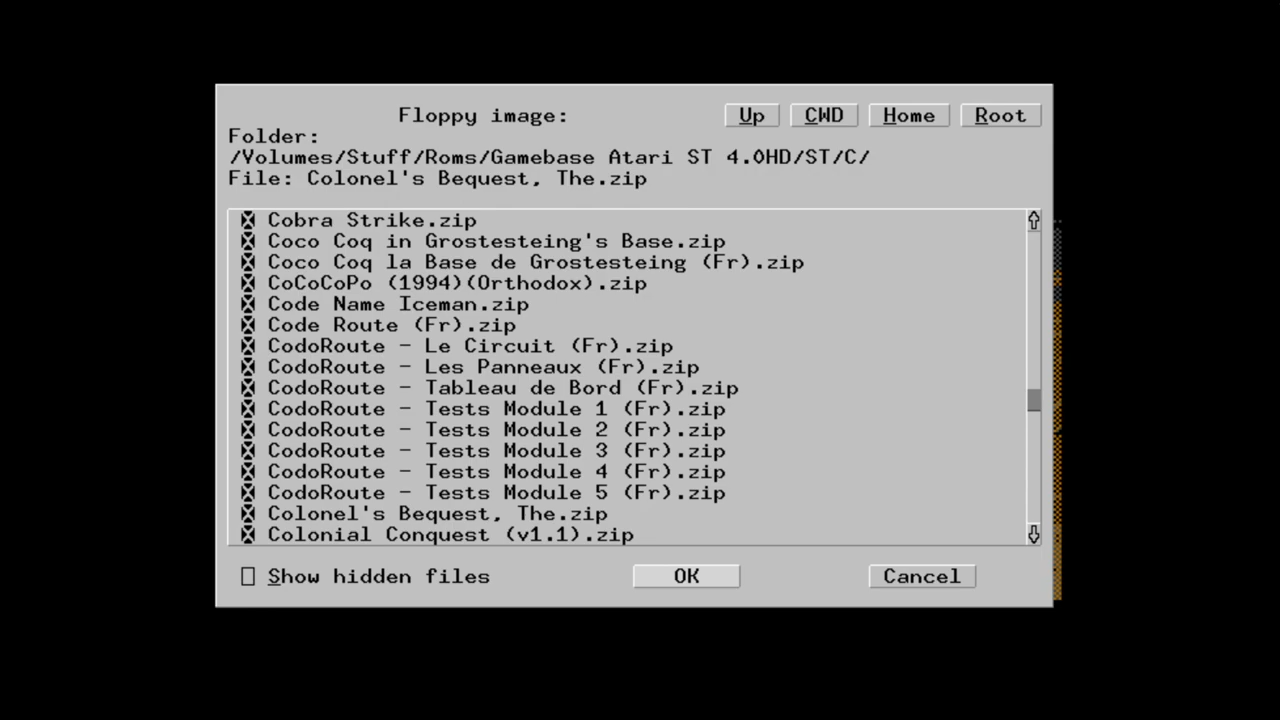 Floppy image: Up CWD Home Root
Folder:
/Volumes/Stuff/Roms/Gamebase Atari ST 4.0HD/ST/C/
File: Colonel's Bequest, The.zip
Cobra Strike.zip
Coco Coq in Grostesteing's Base.zip
Coco Coq la Base de Grostesteing (Fr).zip
CoCoCoPo (1994)(Orthodox).zip
Code Name Iceman.zip
Code Route (Fr).zip
CodoRoute - Le Circuit (Fr).zip
CodoRoute - Les Panneaux (Fr).zip
CodoRoute - Tableau de Bord (Fr).zip
CodoRoute - Tests Module 1 (Fr).zip
CodoRoute - Tests Module 2 (Fr).zip
CodoRoute - Tests Module 3 (Fr).zip
CodoRoute - Tests Module 4 (Fr).zip
CodoRoute - Tests Module 5 (Fr).zip
Colonel's Bequest, The.zip
Colonial Conquest (v1.1).zip
Show hidden files OK Cancel